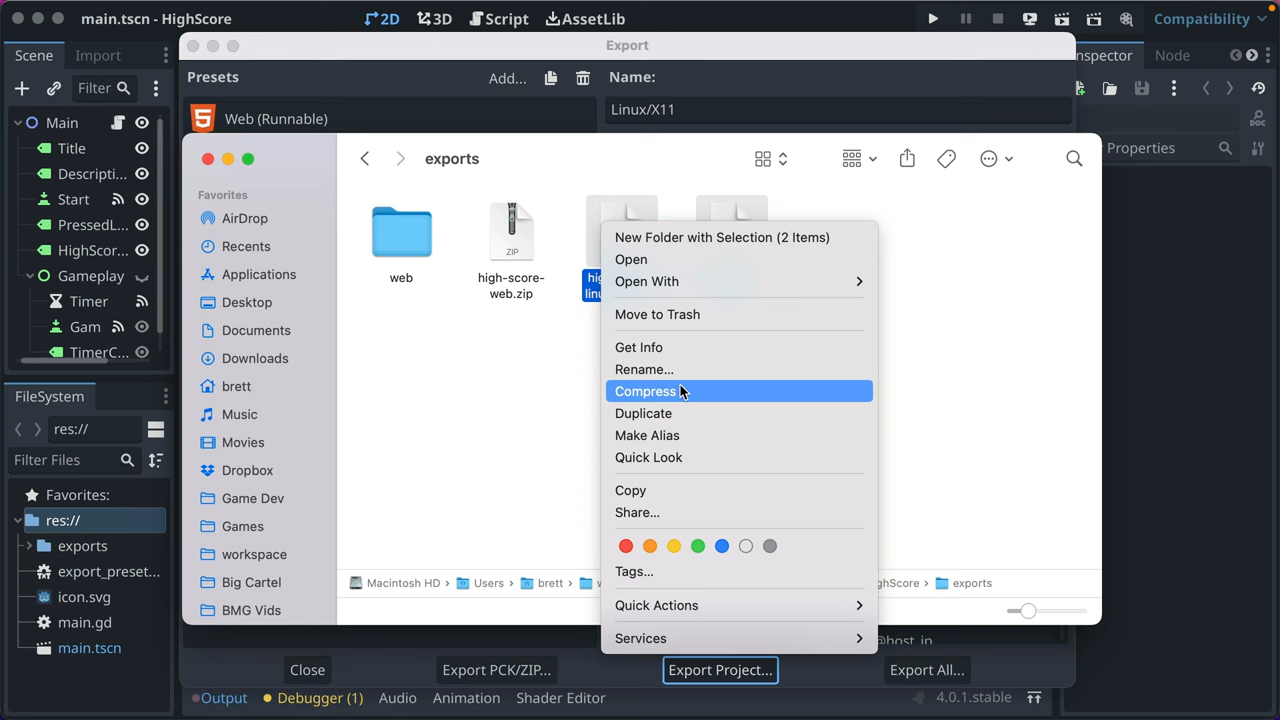 main.tscn - HighScore
2D
3D
Script
AssetLib
Compatibility
Scene
Import
Filter
Main
Title
Descripti...
Start
PressedL...
HighScor...
Gameplay
Timer
Gam
TimerC...
FileSystem
res://
Filter Files
Favorites:
res://
exports
export_preset...
icon.svg
main.gd
main.tscn
Export
Presets
Add...
Name:
Web (Runnable)
Linux/X11
exports
Favorites
AirDrop
Recents
Applications
Desktop
Documents
Downloads
brett
Music
Movies
Dropbox
Game Dev
Games
workspace
Big Cartel
BMG Vids
web
ZIP
high-score-
web.zip
New Folder with Selection (2 Items)
Open
Open With
Move to Trash
Get Info
Rename...
Compress
Duplicate
Make Alias
Quick Look
Copy
Share...
Tags...
Quick Actions
Services
Macintosh HD › Users › brett ›
exports
Close
Export PCK/ZIP...
Export Project...
Export All...
Output
Debugger (1)
Audio
Animation
Shader Editor
4.0.1.stable
nspector
Node
Properties
DOC